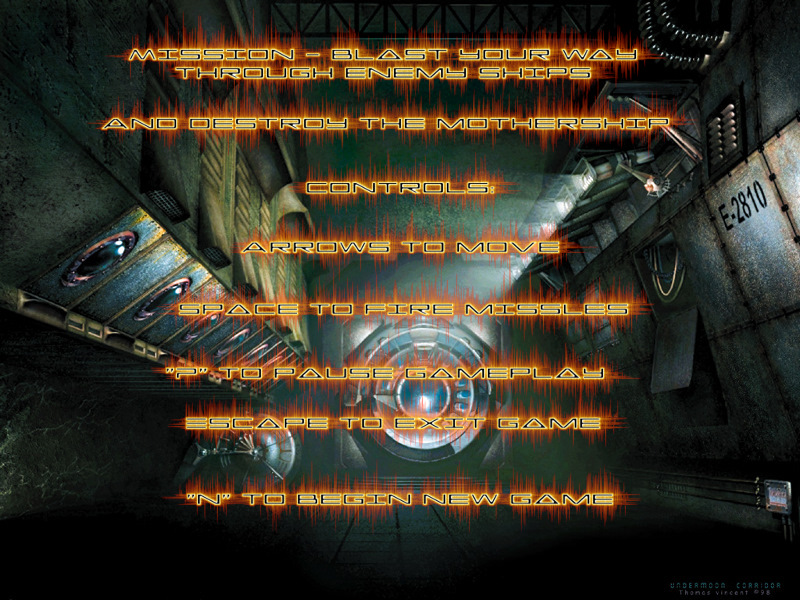 MISSION - BLAST YOUR WAY
THROUGH ENEMY SHIPS
AND DESTROY THE MOTHERSHIP
CONTROLS:
E-2810
ARROWS TO MOVE
SPACE TO FIRE MISSLES
"P" TO PAUSE GAMEPLAY
ESCAPE TO EXIT GAME
"N" TO BEGIN NEW GAME
UNDERMOON CORRIDOR
Thomas vincent ©98